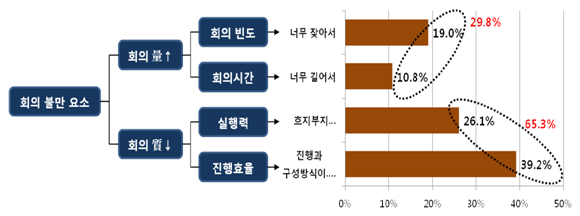 회의 불만 요소
회의 量↑
회의 質↓
회의 빈도
회의시간
실행력
진행효율
너무 잦아서
너무 길어서
흐지부지...
진행과
구성방식이....
19.0%
29.8%
10.8%
26.1%
65.3%
39.2%
0% 10% 20% 30% 40% 50%